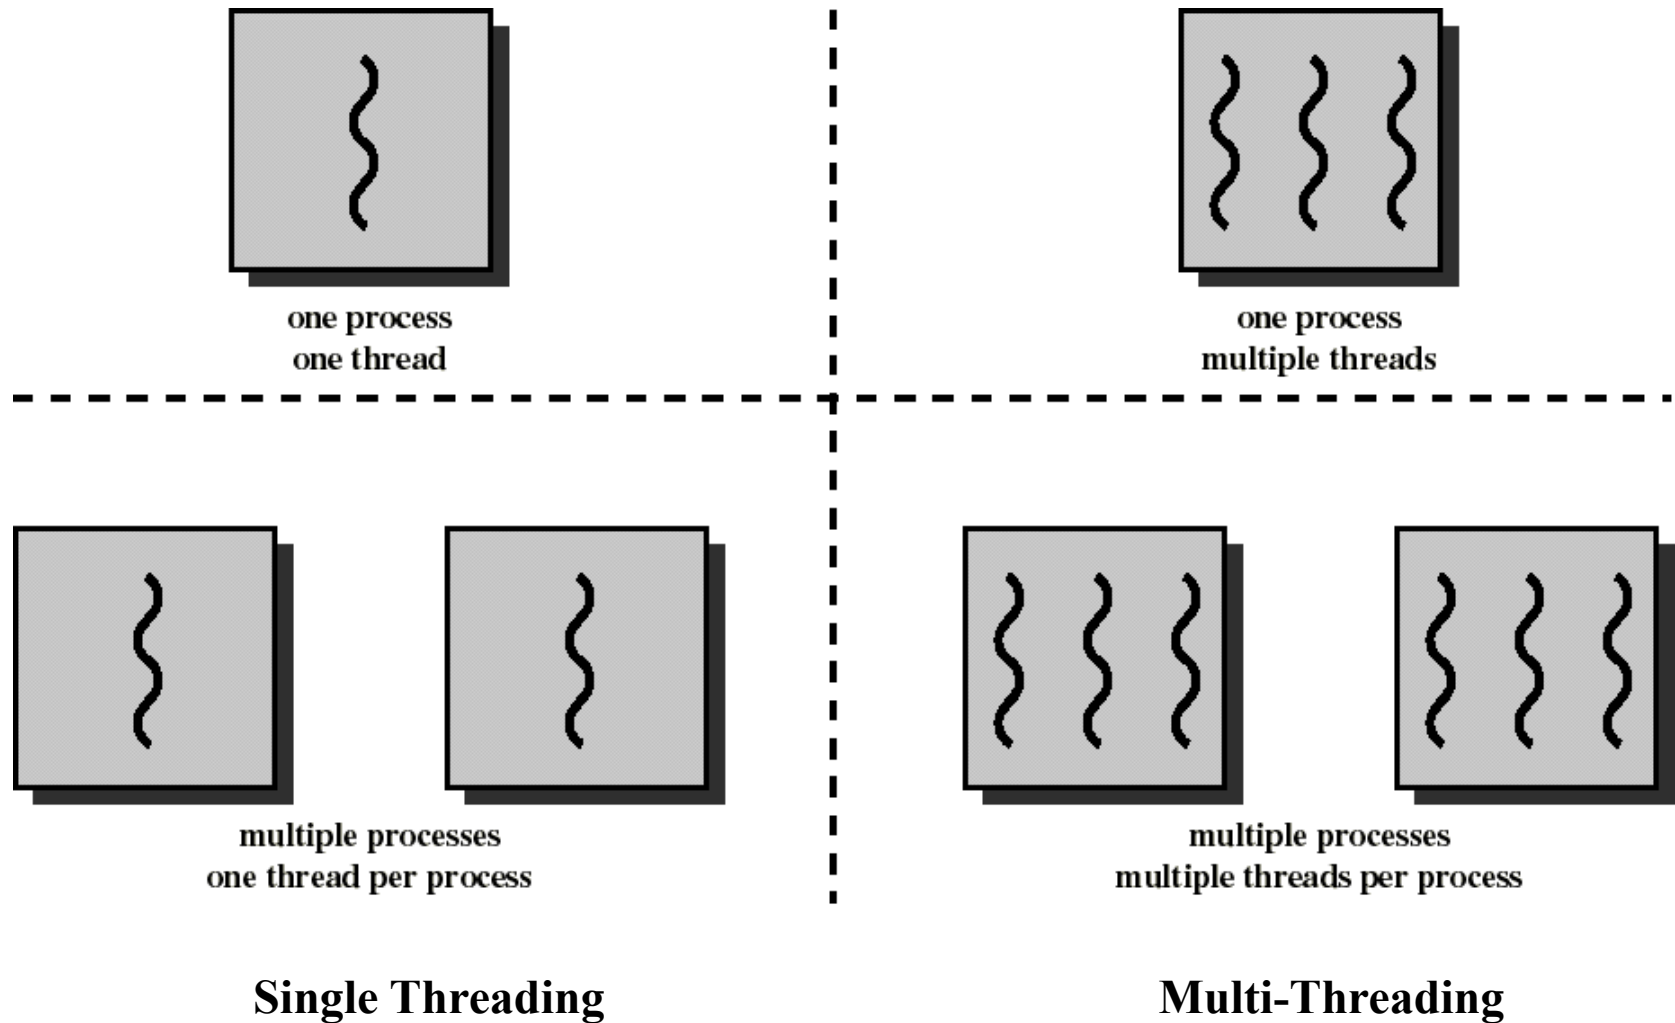 one process
one thread
one process
multiple threads
multiple processes
one thread per process
multiple processes
multiple threads per process
Single Threading
Multi-Threading